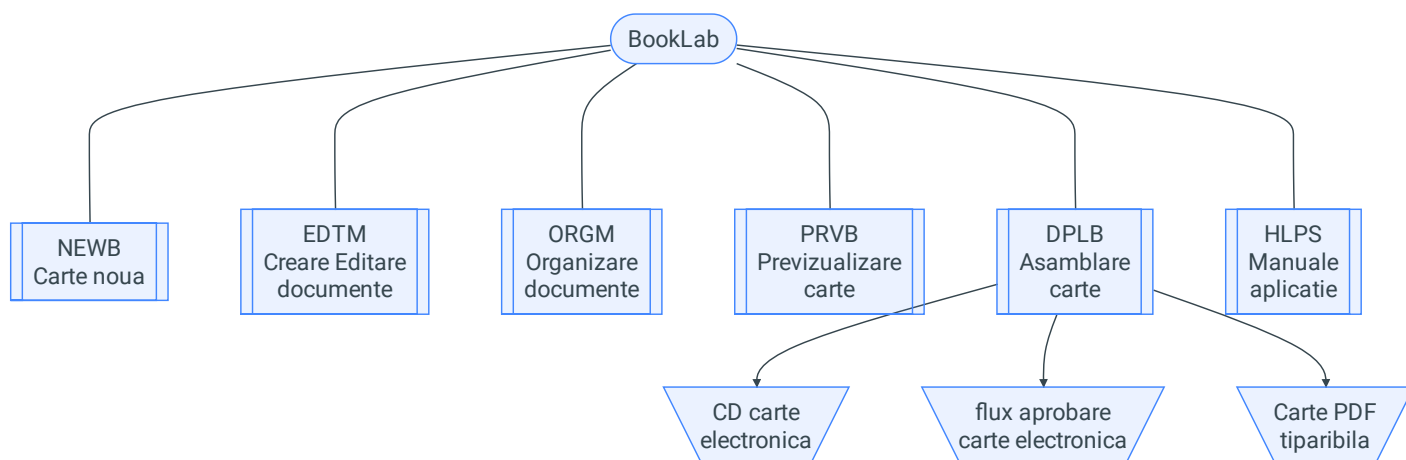 BookLab
NEWB
Carte noua
EDTM
Creare Editare
documente
ORGM
Organizare
documente
PRVB
Previzualizare
carte
DPLB
Asamblare
carte
HLPS
Manuale
aplicatie
CD carte
electronica
flux aprobare
carte electronica
Carte PDF
tiparibila